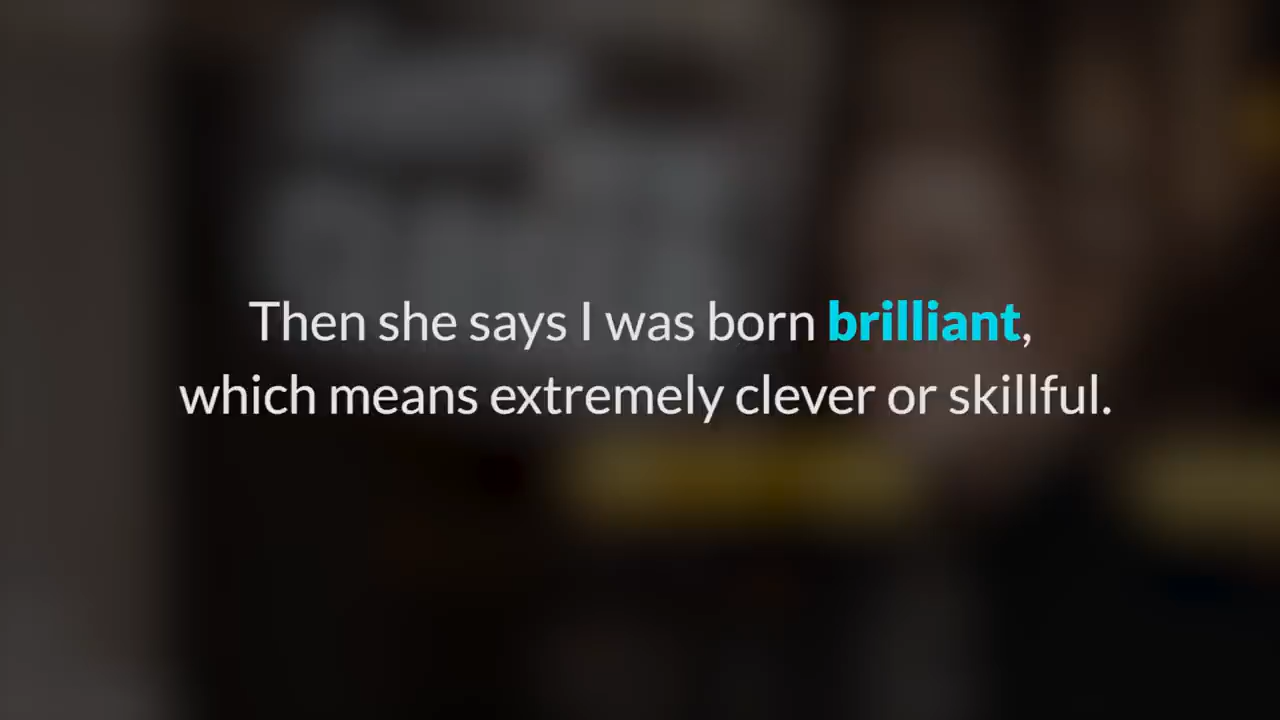 Then she says I was born brilliant,
which means extremely clever or skillful.